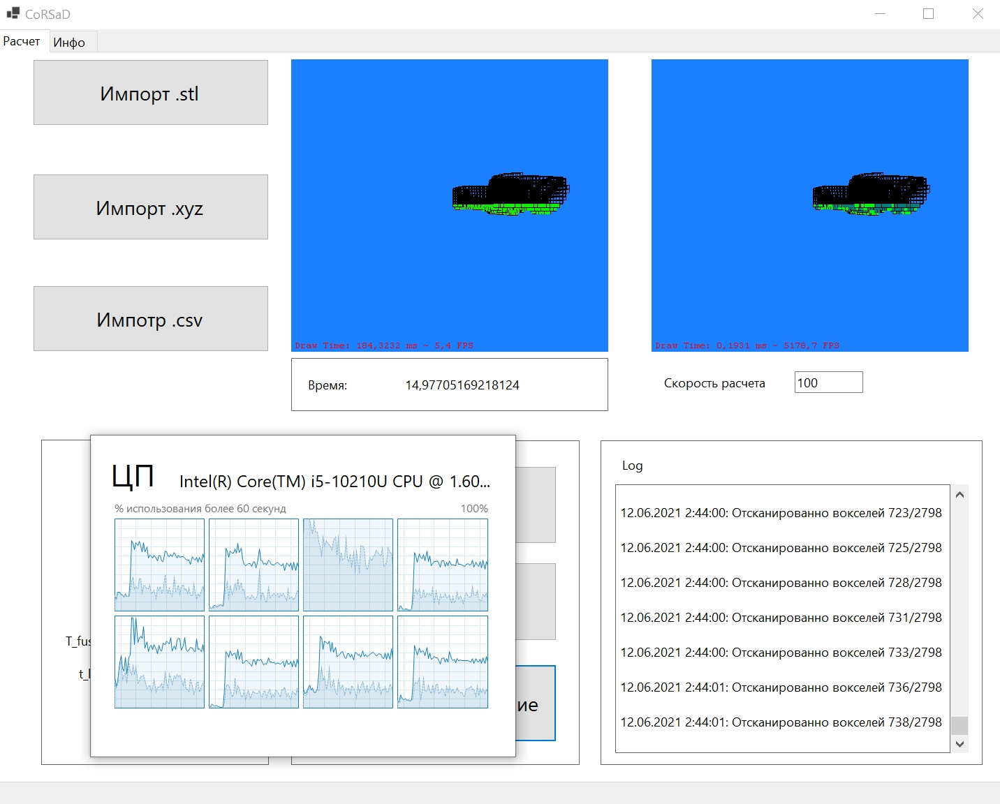 CoRSaD
Расчет
Инфо
Импорт .stl
Импорт .xyz
Импотр .csv
Draw Time: 184,3232 ms ~ 5,4 FPS
Draw Time: 0,1931 ms ~ 5178,7 FPS
Время: 14,97705169218124
Скорость расчета 100
ЦП Intel(R) Core(TM) i5-10210U CPU @ 1.60...
% использования более 60 секунд 100%
T_fus
t_l
ие
Log
12.06.2021 2:44:00: Отсканированно вокселей 723/2798
12.06.2021 2:44:00: Отсканированно вокселей 725/2798
12.06.2021 2:44:00: Отсканированно вокселей 728/2798
12.06.2021 2:44:00: Отсканированно вокселей 731/2798
12.06.2021 2:44:00: Отсканированно вокселей 733/2798
12.06.2021 2:44:01: Отсканированно вокселей 736/2798
12.06.2021 2:44:01: Отсканированно вокселей 738/2798